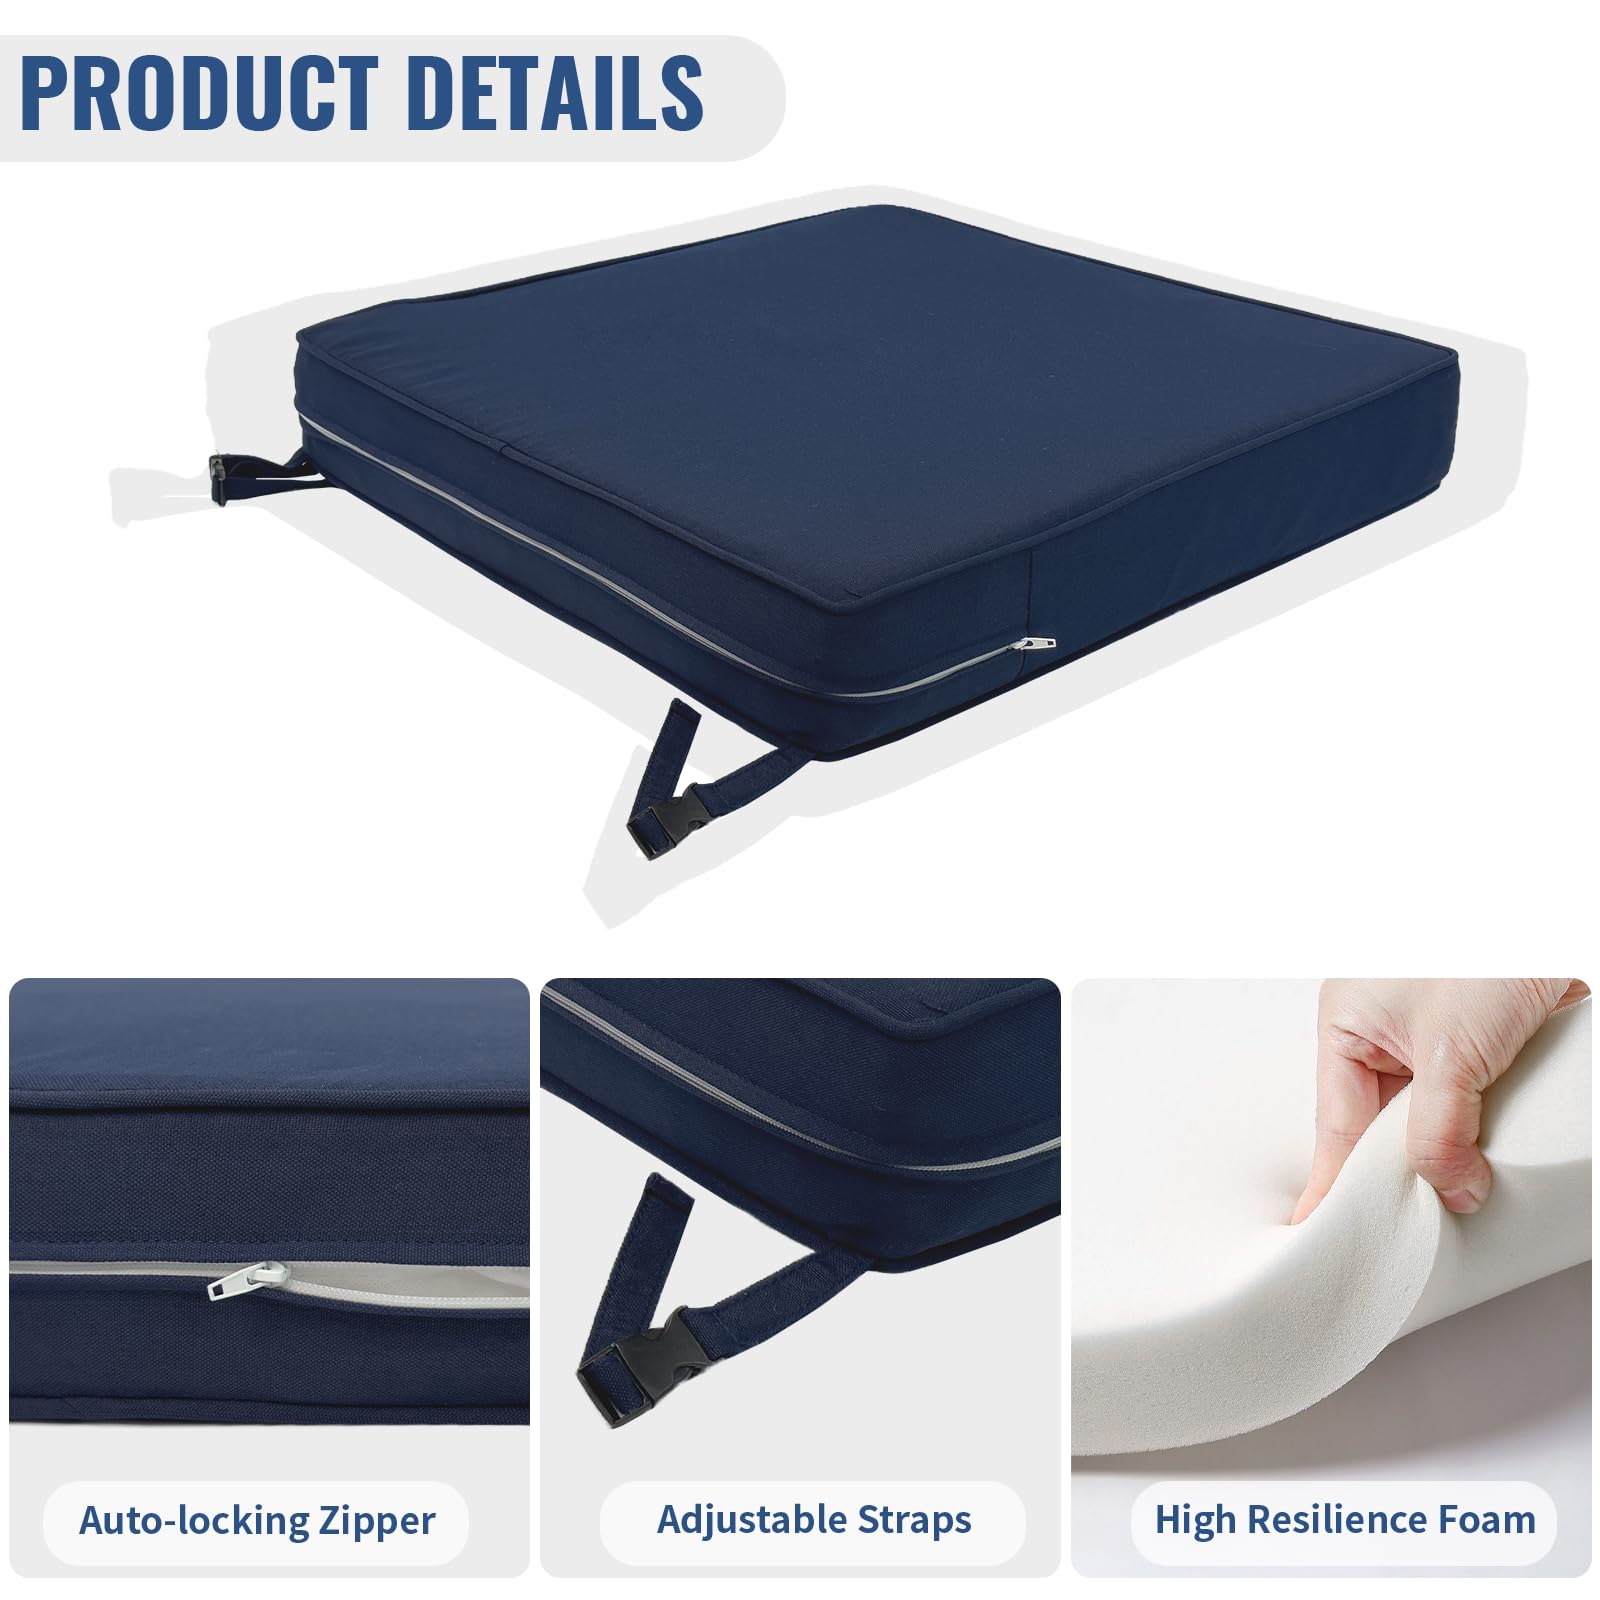 PRODUCT DETAILS
Auto-locking Zipper
Adjustable Straps
High Resilience Foam